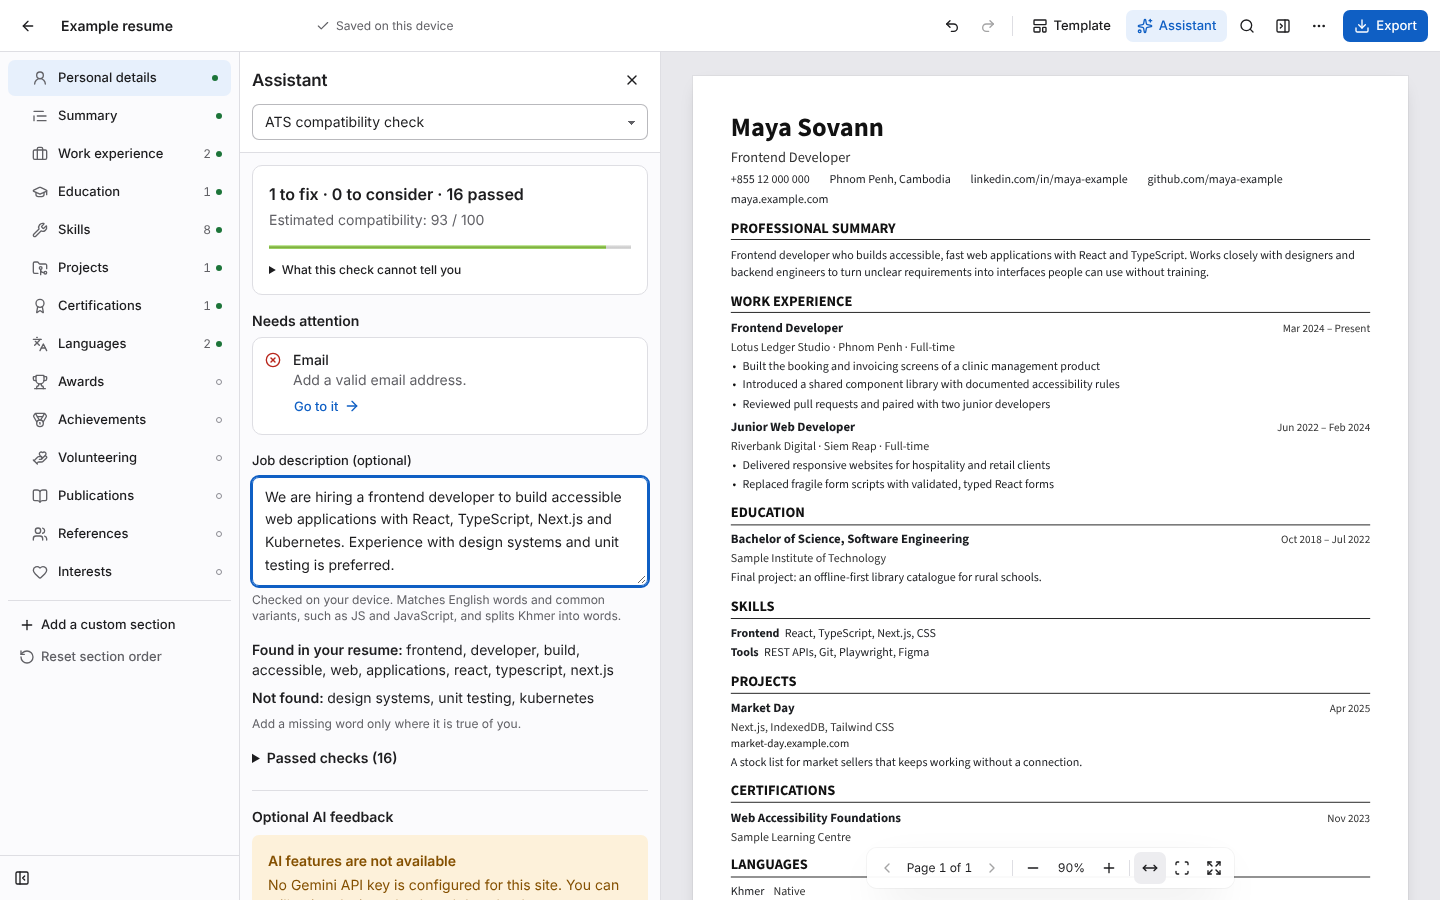 Example resume
Saved on this device
Template
Assistant
Export
Personal details
Summary
Work experience 2
Education 1
Skills 8
Projects 1
Certifications 1
Languages 2
Awards
Achievements
Volunteering
Publications
References
Interests
Add a custom section
Reset section order
Assistant
ATS compatibility check
1 to fix · 0 to consider · 16 passed
Estimated compatibility: 93 / 100
What this check cannot tell you
Needs attention
Email
Add a valid email address.
Go to it
Job description (optional)
We are hiring a frontend developer to build accessible
web applications with React, TypeScript, Next.js and
Kubernetes. Experience with design systems and unit
testing is preferred.
Checked on your device. Matches English words and common
variants, such as JS and JavaScript, and splits Khmer into words.
Found in your resume: frontend, developer, build,
accessible, web, applications, react, typescript, next.js
Not found: design systems, unit testing, kubernetes
Add a missing word only where it is true of you.
Passed checks (16)
Optional AI feedback
AI features are not available
No Gemini API key is configured for this site. You can
Maya Sovann
Frontend Developer
+855 12 000 000 Phnom Penh, Cambodia linkedin.com/in/maya-example github.com/maya-example
maya.example.com
PROFESSIONAL SUMMARY
Frontend developer who builds accessible, fast web applications with React and TypeScript. Works closely with designers and
backend engineers to turn unclear requirements into interfaces people can use without training.
WORK EXPERIENCE
Frontend Developer Mar 2024 – Present
Lotus Ledger Studio · Phnom Penh · Full-time
• Built the booking and invoicing screens of a clinic management product
• Introduced a shared component library with documented accessibility rules
• Reviewed pull requests and paired with two junior developers
Junior Web Developer Jun 2022 – Feb 2024
Riverbank Digital · Siem Reap · Full-time
• Delivered responsive websites for hospitality and retail clients
• Replaced fragile form scripts with validated, typed React forms
EDUCATION
Bachelor of Science, Software Engineering Oct 2018 – Jul 2022
Sample Institute of Technology
Final project: an offline-first library catalogue for rural schools.
SKILLS
Frontend React, TypeScript, Next.js, CSS
Tools REST APIs, Git, Playwright, Figma
PROJECTS
Market Day Apr 2025
Next.js, IndexedDB, Tailwind CSS
market-day.example.com
A stock list for market sellers that keeps working without a connection.
CERTIFICATIONS
Web Accessibility Foundations Nov 2023
Sample Learning Centre
LANGUAGES
Khmer Native
Page 1 of 1
90%